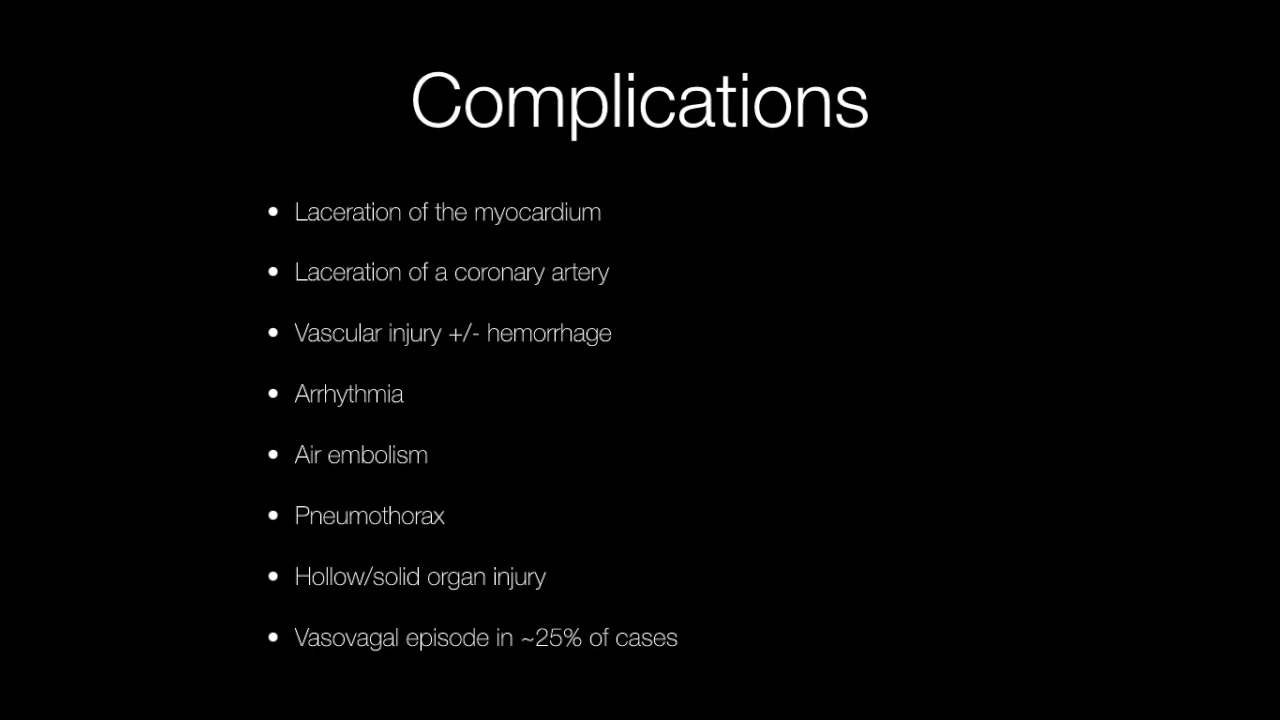 Complications
• Laceration of the myocardium
• Laceration of a coronary artery
• Vascular injury +/- hemorrhage
• Arrhythmia
• Air embolism
• Pneumothorax
• Hollow/solid organ injury
• Vasovagal episode in ~25% of cases